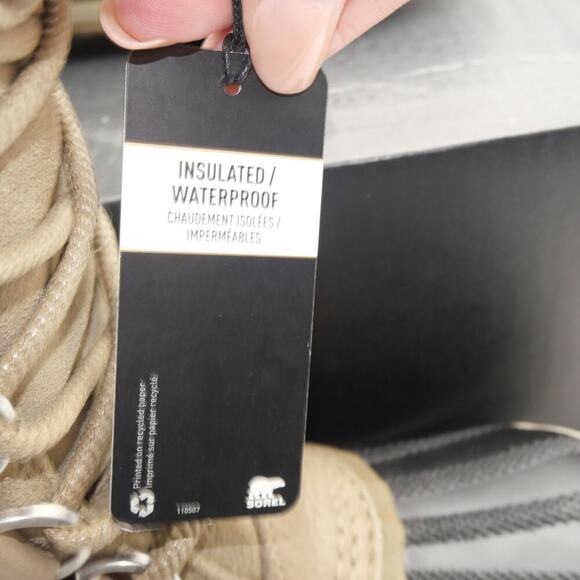 INSULATED /
WATERPROOF
CHAUDEMENT ISOLÉES /
IMPERMÉABLES
Printed on recycled paper
Imprimé sur papier recyclé
110507
SOREL